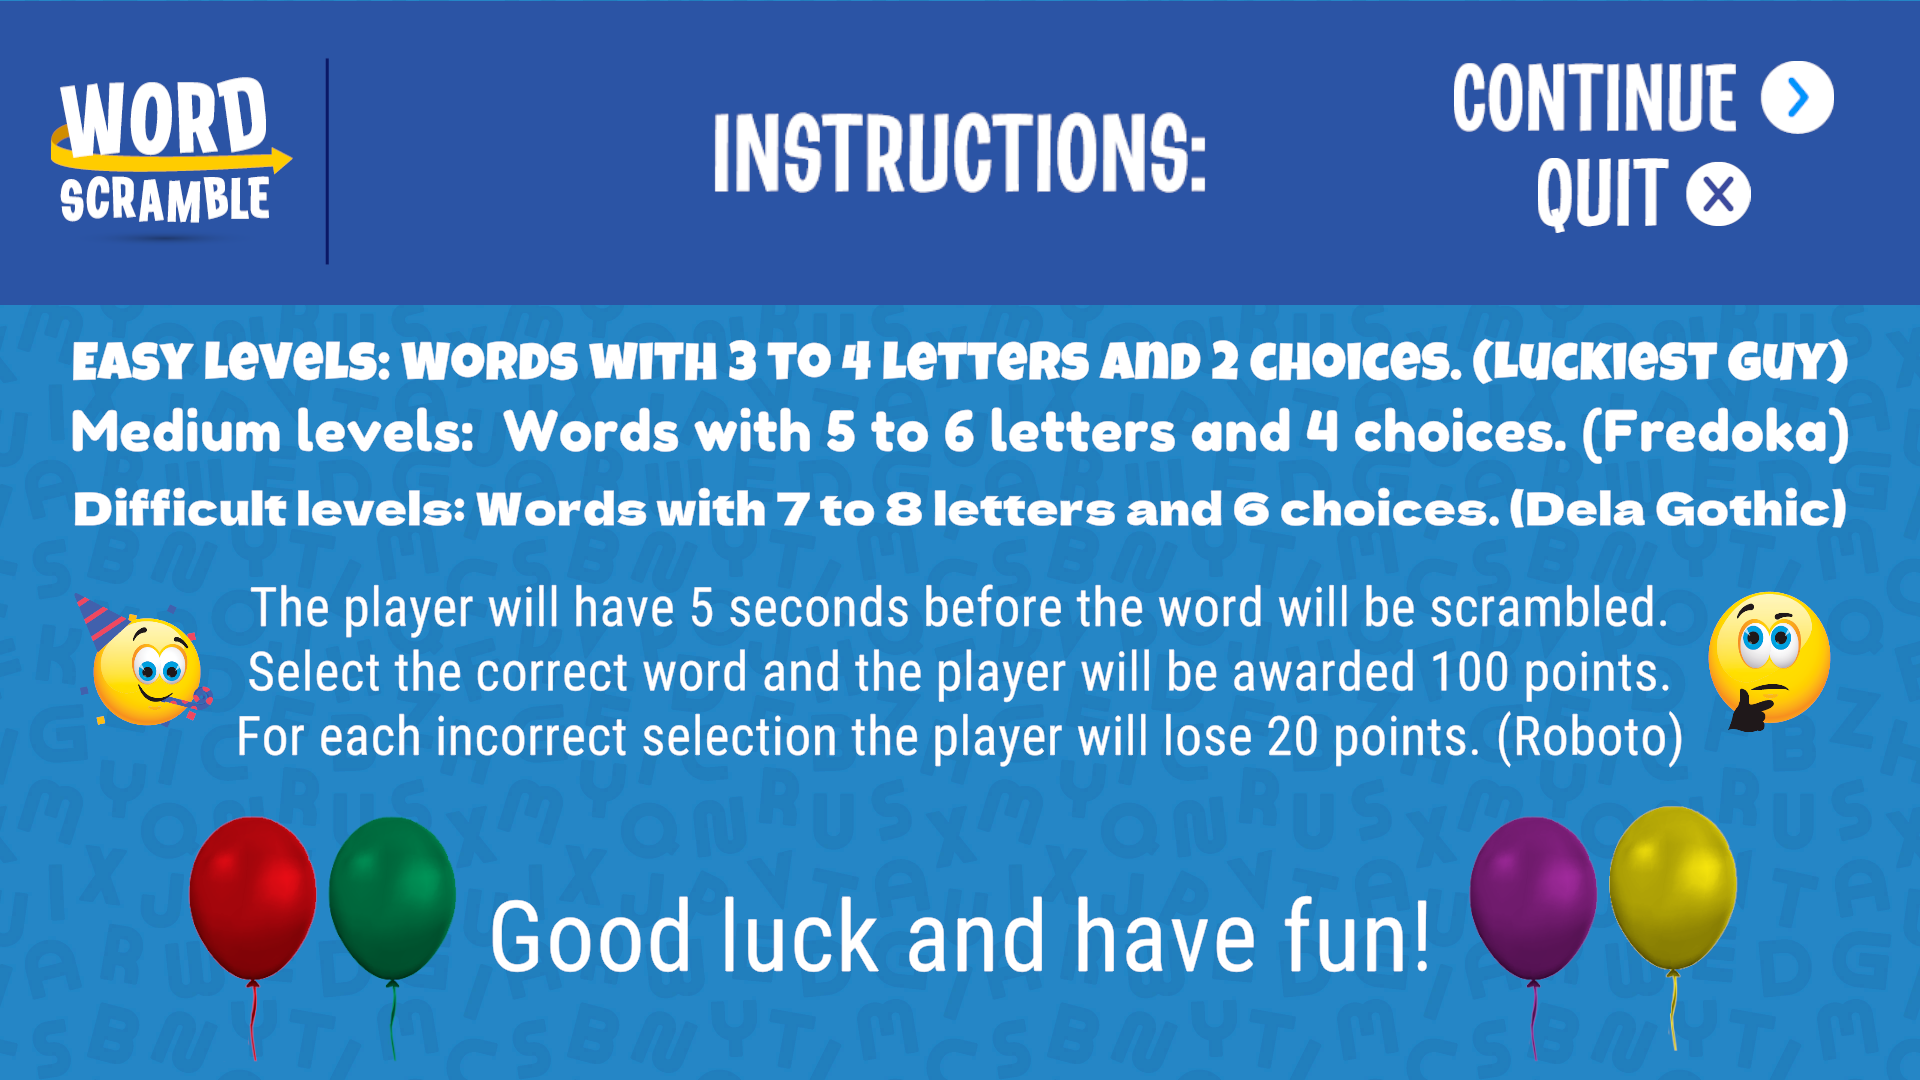 WORD
SCRAMBLE
INSTRUCTIONS:
CONTINUE
QUIT
EASY LEVELS: WORDS WITH 3 TO 4 LETTERS AND 2 CHOICES. (LUCKIEST GUY)
Medium levels: Words with 5 to 6 letters and 4 choices. (Fredoka)
Difficult levels: Words with 7 to 8 letters and 6 choices. (Dela Gothic)
The player will have 5 seconds before the word will be scrambled.
Select the correct word and the player will be awarded 100 points.
For each incorrect selection the player will lose 20 points. (Roboto)
Good luck and have fun!